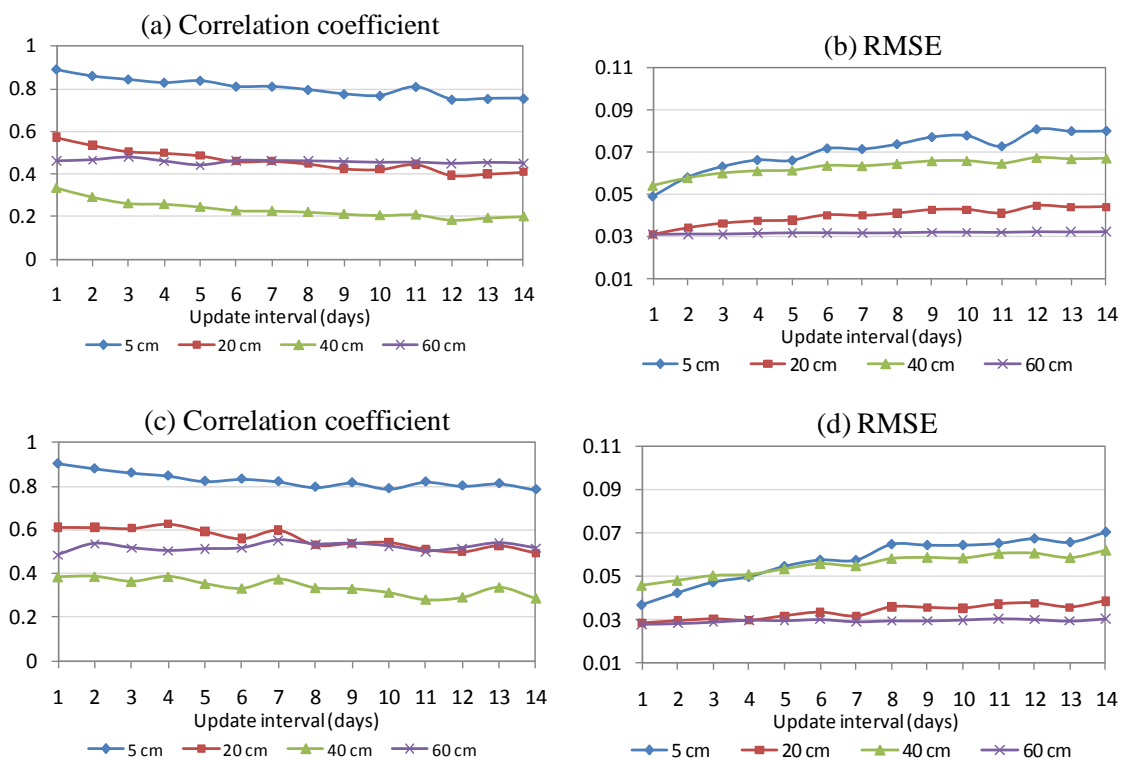 (a) Correlation coefficient
1
0.8
0.6
0.4
0.2
0
1 2 3 4 5 6 7 8 9 10 11 12 13 14
Update interval (days)
5 cm 20 cm 40 cm 60 cm
(b) RMSE
0.11
0.09
0.07
0.05
0.03
0.01
1 2 3 4 5 6 7 8 9 10 11 12 13 14
Update interval (days)
5 cm 20 cm 40 cm 60 cm
(c) Correlation coefficient
1
0.8
0.6
0.4
0.2
0
1 2 3 4 5 6 7 8 9 10 11 12 13 14
Update interval (days)
5 cm 20 cm 40 cm 60 cm
(d) RMSE
0.11
0.09
0.07
0.05
0.03
0.01
1 2 3 4 5 6 7 8 9 10 11 12 13 14
Update interval (days)
5 cm 20 cm 40 cm 60 cm